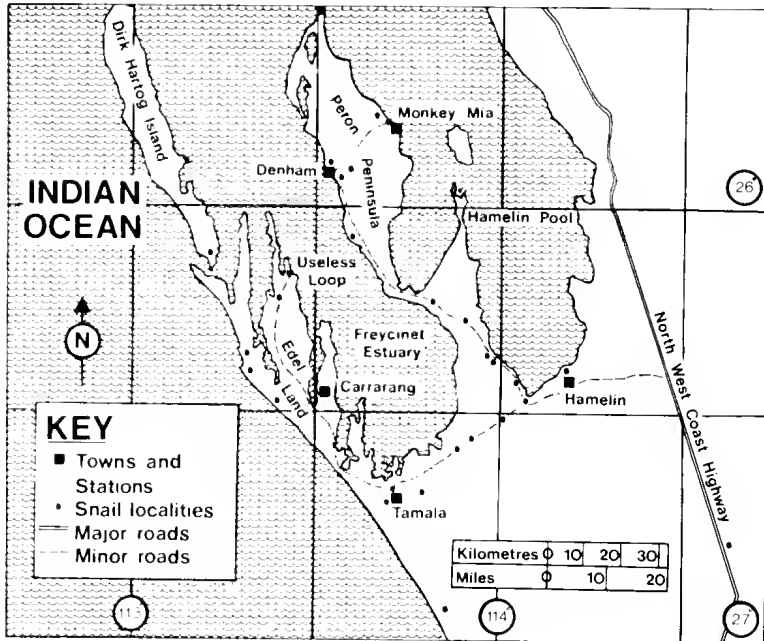 Dirk Hartog Island
Peron
Peninsula
Monkey Mia
Denham
INDIAN
OCEAN
26°
Hamelin Pool
Useless
Loop
Freycinet
Estuary
N
Edel
Land
Carrarang
Hamelin
North West Coast Highway
KEY
Towns and
Stations
Snail localities
Major roads
Minor roads
Tamala
Kilometres 0 10 20 30
Miles 0 10 20
113°
114°
27°